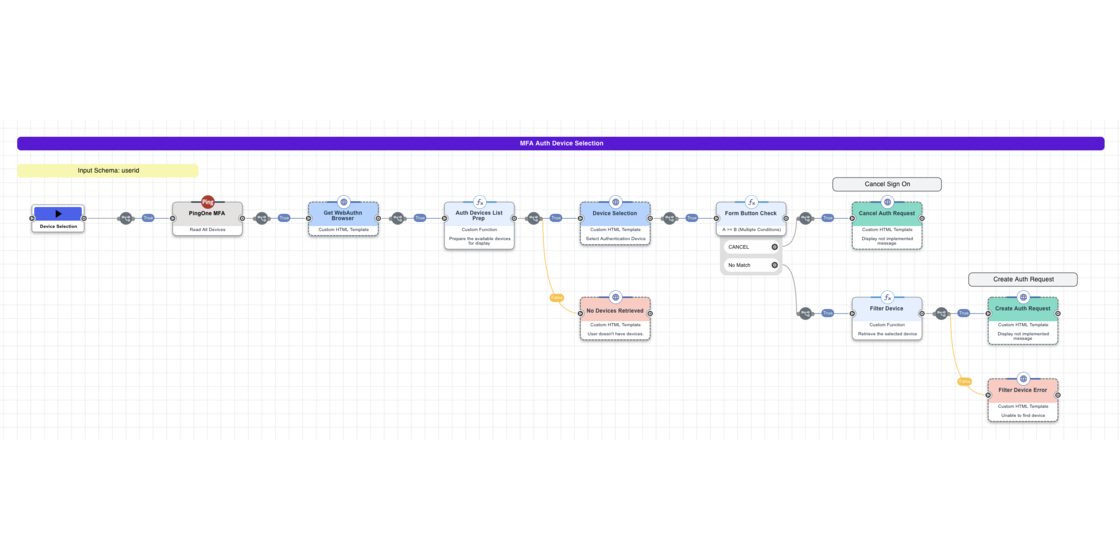 MFA Auth Device Selection
Input Schema: userid
Cancel Sign On
Device Selection
True
Ping
PingOne MFA
Read All Devices
True
Get WebAuthn
Browser
Custom HTML Template
True
Auth Devices List
Prep
Custom Function
Prepare the available devices
for display
True
Device Selection
Custom HTML Template
Select Authentication Device
True
Form Button Check
A == B (Multiple Conditions)
CANCEL
No Match
True
Cancel Auth Request
Custom HTML Template
Display not implemented
message
False
No Devices Retrieved
Custom HTML Template
User doesn't have devices.
Create Auth Request
True
Filter Device
Custom Function
Retrieve the selected device
True
Create Auth Request
Custom HTML Template
Display not implemented
message
False
Filter Device Error
Custom HTML Template
Unable to find device